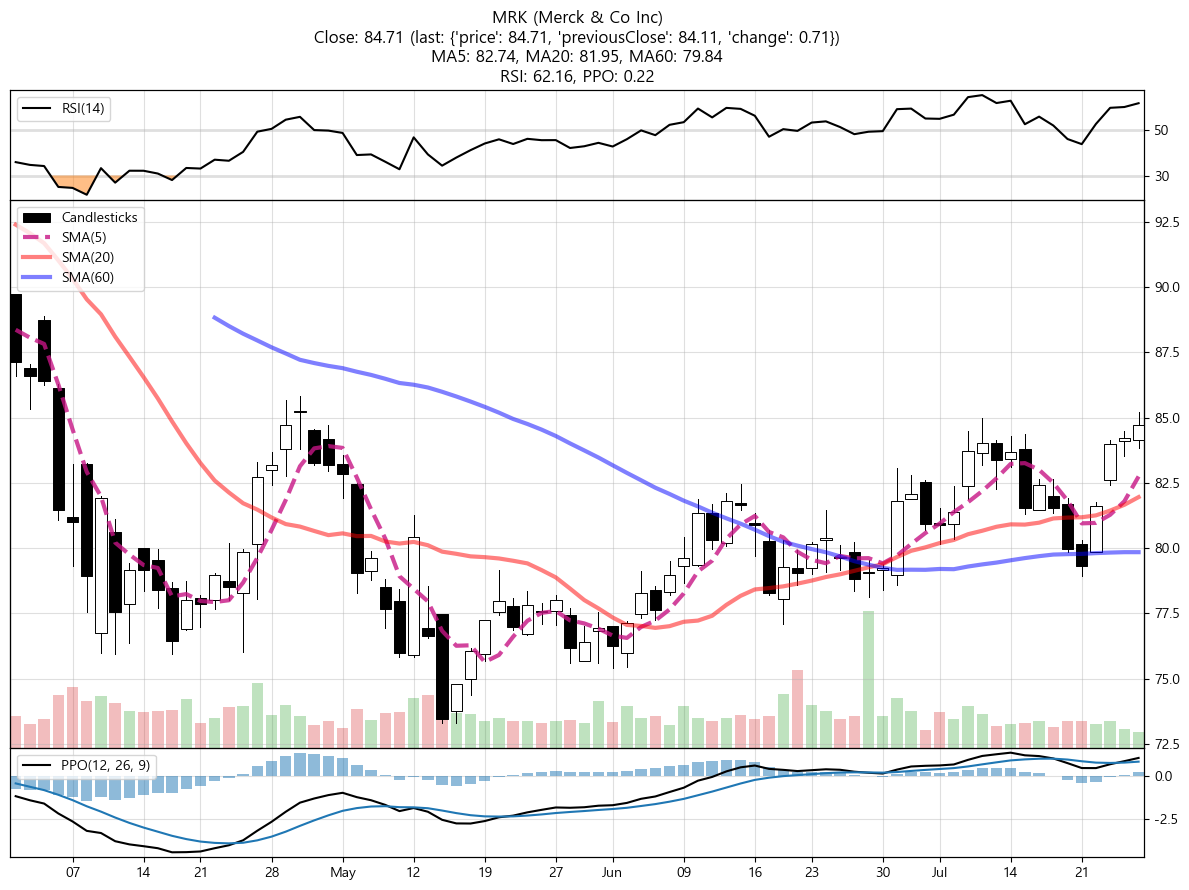 MRK (Merck & Co Inc)
Close: 84.71 (last: {'price': 84.71, 'previousClose': 84.11, 'change': 0.71})
MA5: 82.74, MA20: 81.95, MA60: 79.84
RSI: 62.16, PPO: 0.22
RSI(14)
50
30
Candlesticks
SMA(5)
SMA(20)
SMA(60)
92.5
90.0
87.5
85.0
82.5
80.0
77.5
75.0
72.5
PPO(12, 26, 9)
0.0
-2.5
07 14 21 28 May 12 19 27 Jun 09 16 23 30 Jul 14 21